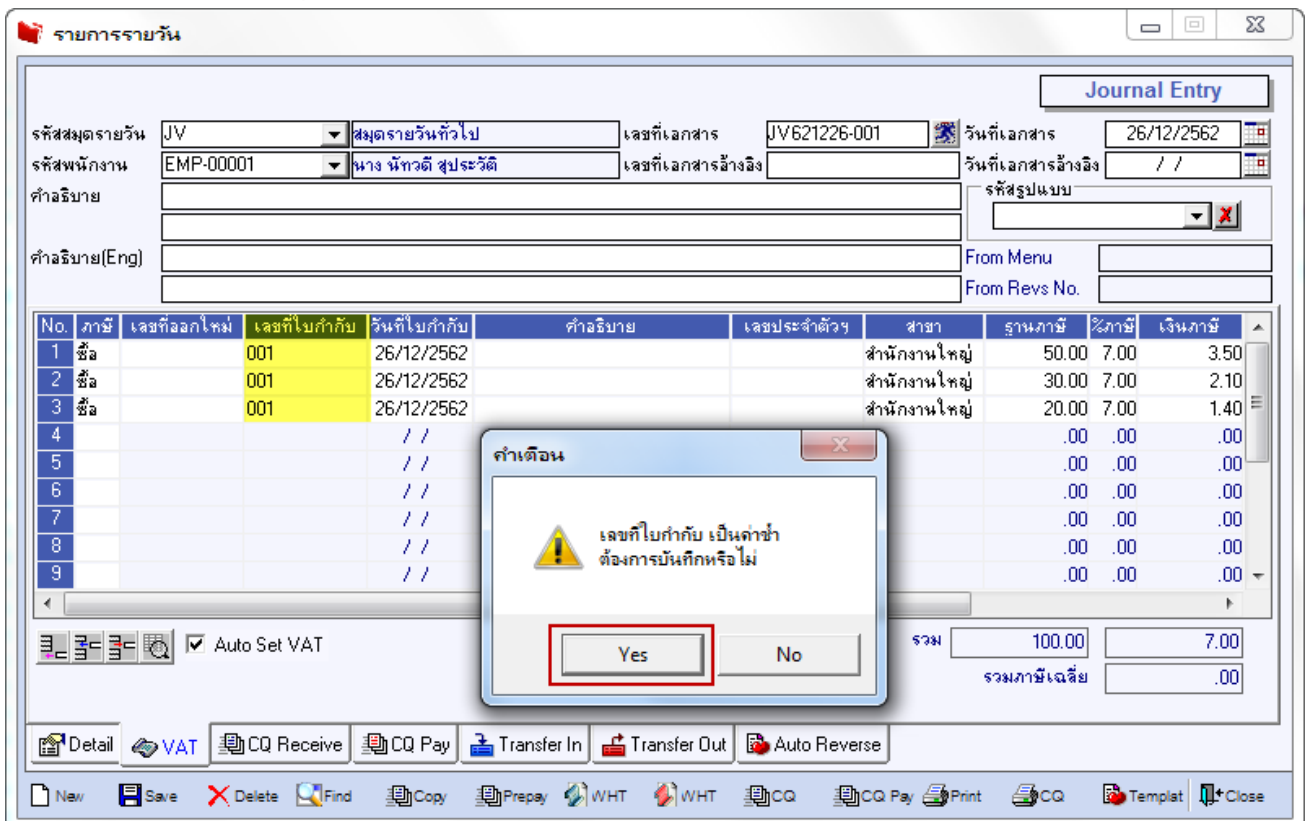 รายการรายวัน
Journal Entry
รหัสสมุดรายวัน JV สมุดรายวันทั่วไป เลขที่เอกสาร JV621226-001 วันที่เอกสาร 26/12/2562
รหัสพนักงาน EMP-00001 นาง นัทวดี สุประวัติ เลขที่เอกสารอ้างอิง วันที่เอกสารอ้างอิง / /
คำอธิบาย รหัสรูปแบบ
คำอธิบาย(Eng) From Menu
From Revs No.
No. ภาษี เลขที่ออกใหม่ เลขที่ใบกำกับ วันที่ใบกำกับ คำอธิบาย เลขประจำตัวฯ สาขา ฐานภาษี %ภาษี เงินภาษี
1 ซื้อ 001 26/12/2562 สำนักงานใหญ่ 50.00 7.00 3.50
2 ซื้อ 001 26/12/2562 สำนักงานใหญ่ 30.00 7.00 2.10
3 ซื้อ 001 26/12/2562 สำนักงานใหญ่ 20.00 7.00 1.40
4 / / .00 .00 .00
5 / / .00 .00 .00
6 / / .00 .00 .00
7 / / .00 .00 .00
8 / / .00 .00 .00
9 / / .00 .00 .00
คำเตือน
เลขที่ใบกำกับ เป็นค่าซ้ำ
ต้องการบันทึกหรือไม่
Yes No
Auto Set VAT รวม 100.00 7.00
รวมภาษีเฉลี่ย .00
Detail VAT CQ Receive CQ Pay Transfer In Transfer Out Auto Reverse
New Save Delete Find Copy Prepay WHT WHT CQ CQ Pay Print CQ Templat Close